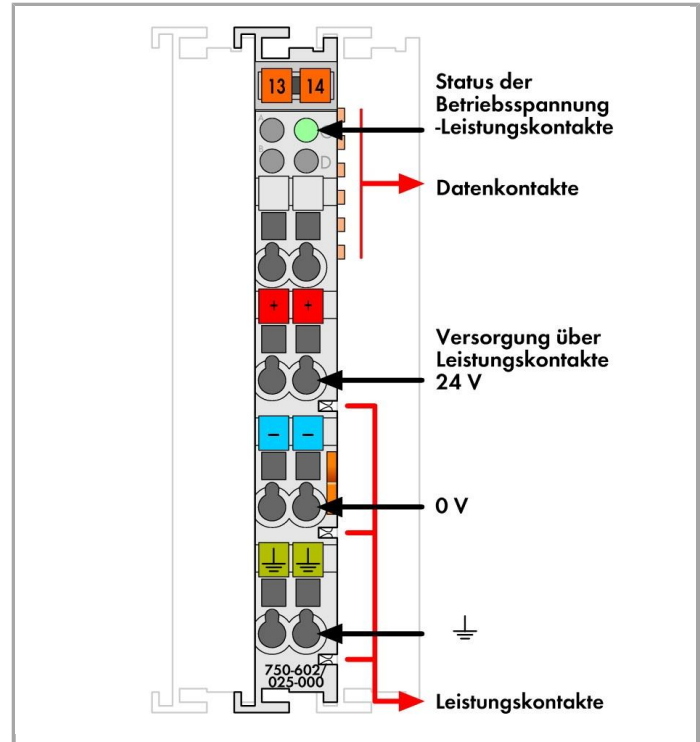 13 14
A C
B D
Status der
Betriebsspannung
-Leistungskontakte
Datenkontakte
+ +
Versorgung über
Leistungskontakte
24 V
- -
0 V
750-602/
025-000
Leistungskontakte